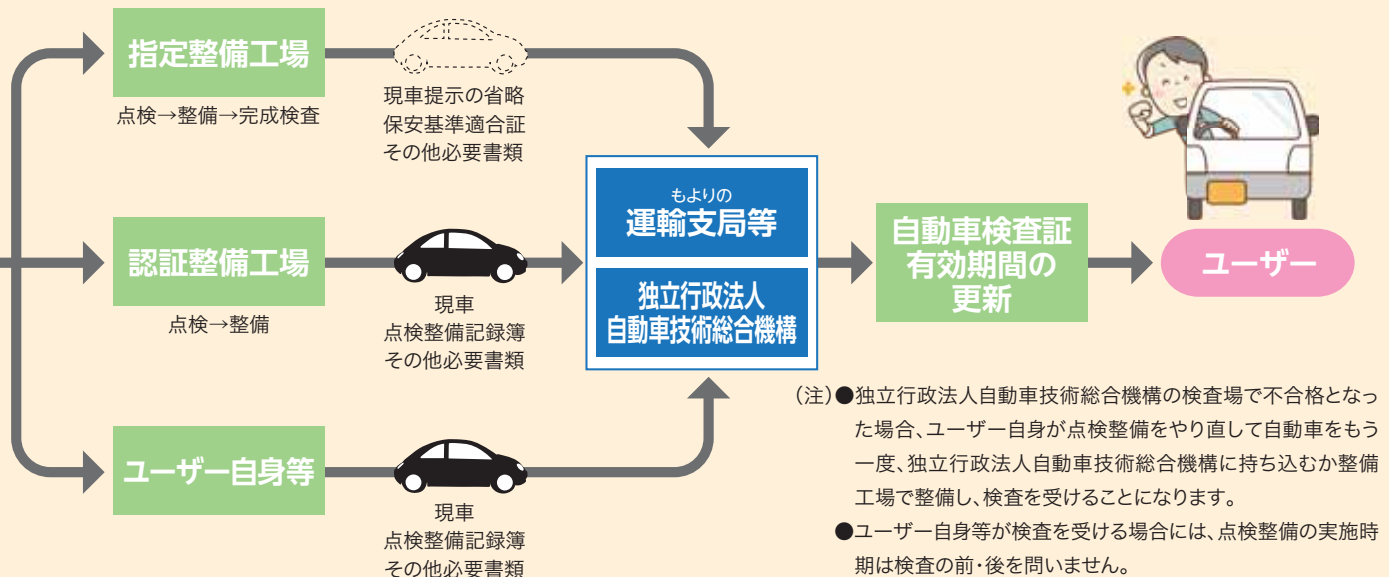 指定整備工場
点検→整備→完成検査
現車提示の省略
保安基準適合証
その他必要書類
認証整備工場
点検→整備
現車
点検整備記録簿
その他必要書類
ユーザー自身等
現車
点検整備記録簿
その他必要書類
もよりの
運輸支局等
独立行政法人
自動車技術総合機構
自動車検査証
有効期間の
更新
ユーザー
(注)●独立行政法人自動車技術総合機構の検査場で不合格となっ
た場合、ユーザー自身が点検整備をやり直して自動車をもう
一度、独立行政法人自動車技術総合機構に持ち込むか整備
工場で整備し、検査を受けることになります。
●ユーザー自身等が検査を受ける場合には、点検整備の実施時
期は検査の前・後を問いません。